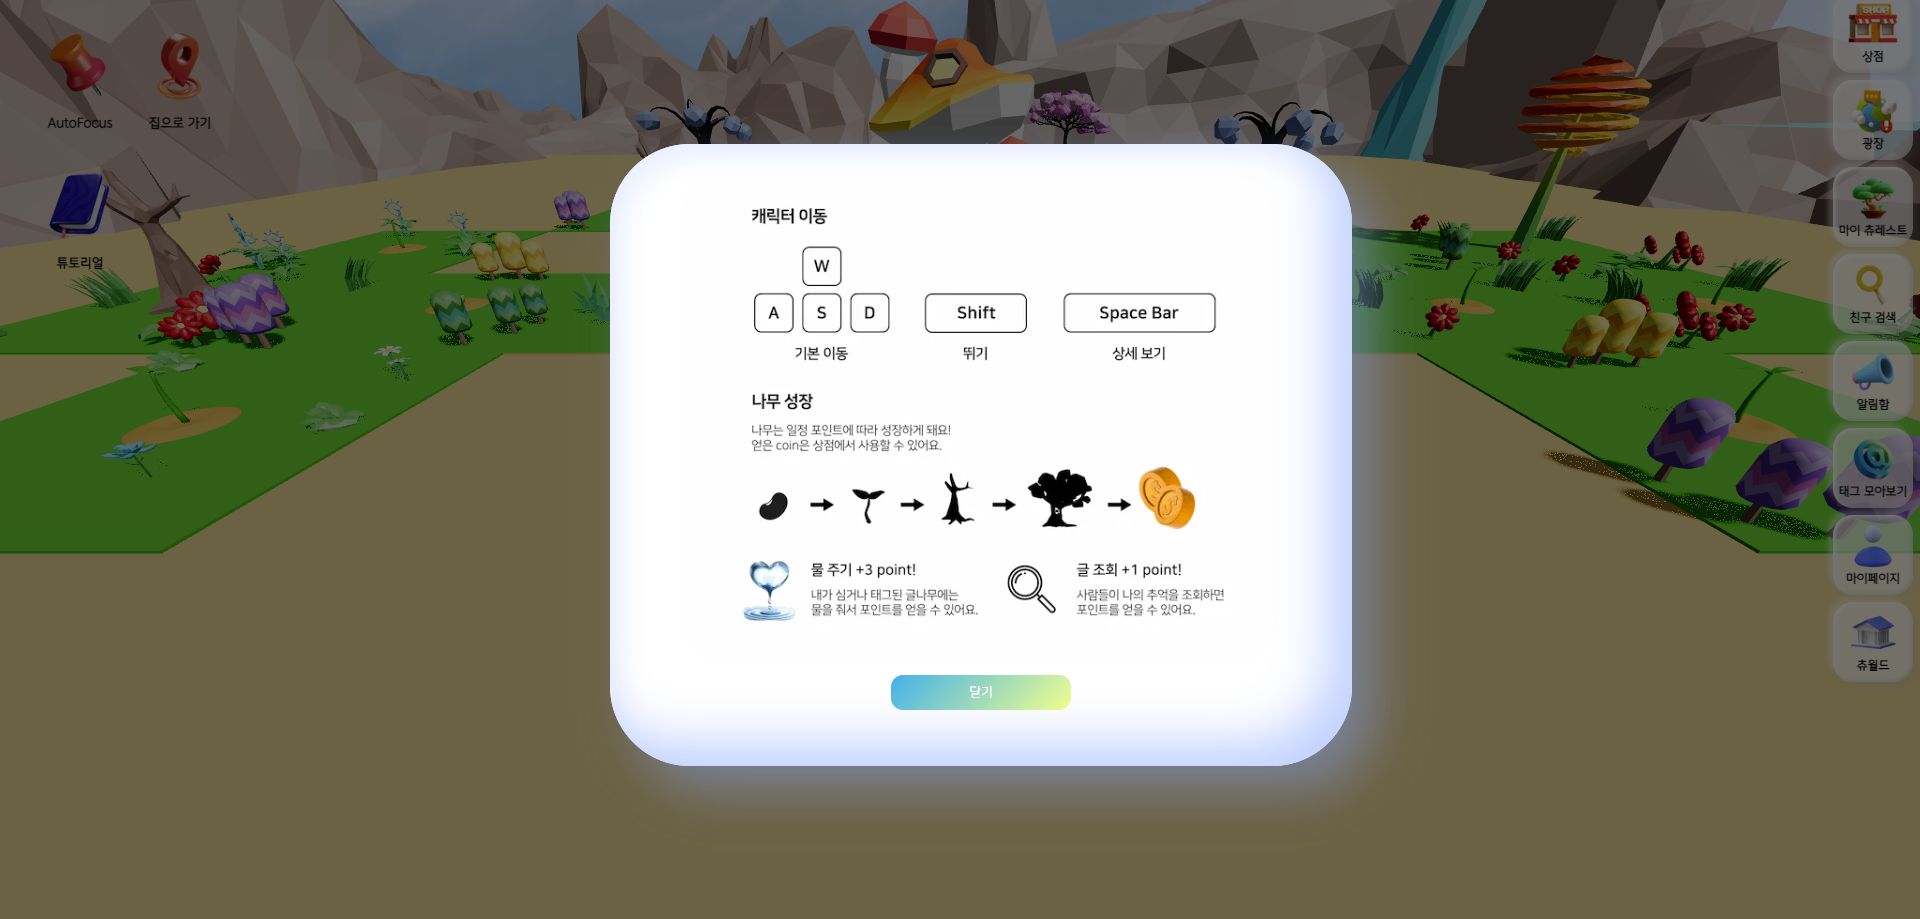 AutoFocus
집으로 가기
튜토리얼
캐릭터 이동
W
A S D
Shift
Space Bar
기본 이동
뛰기
상세 보기
나무 성장
나무는 일정 포인트에 따라 성장하게 돼요!
얻은 coin은 상점에서 사용할 수 있어요.
물 주기 +3 point!
내가 심거나 태그된 글나무에는
물을 줘서 포인트를 얻을 수 있어요.
글 조회 +1 point!
사람들이 나의 추억을 조회하면
포인트를 얻을 수 있어요.
닫기
SHOP
상점
광장
마이 츄레스트
친구 검색
알림함
태그 모아보기
마이페이지
츄월드